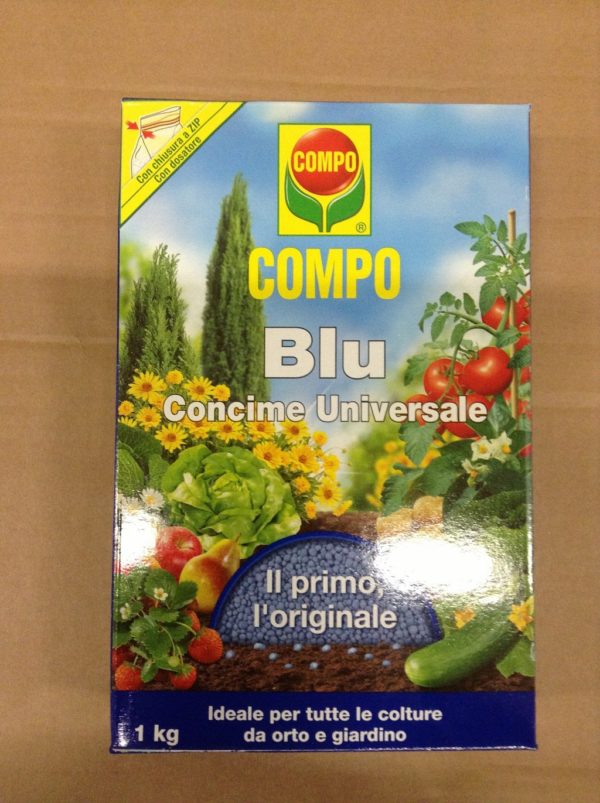 Con chiusura a ZIP
Con dosatore
COMPO
®
COMPO
Blu
Concime Universale
Il primo,
l'originale
Ideale per tutte le colture
da orto e giardino
1 kg